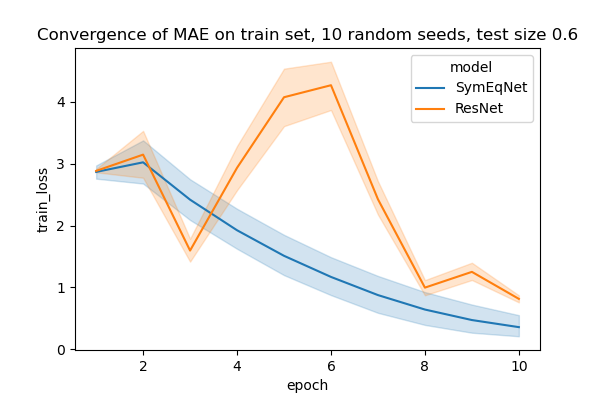 Convergence of MAE on train set, 10 random seeds, test size 0.6
model
SymEqNet
ResNet
train_loss
4
3
2
1
0
2 4 6 8 10
epoch